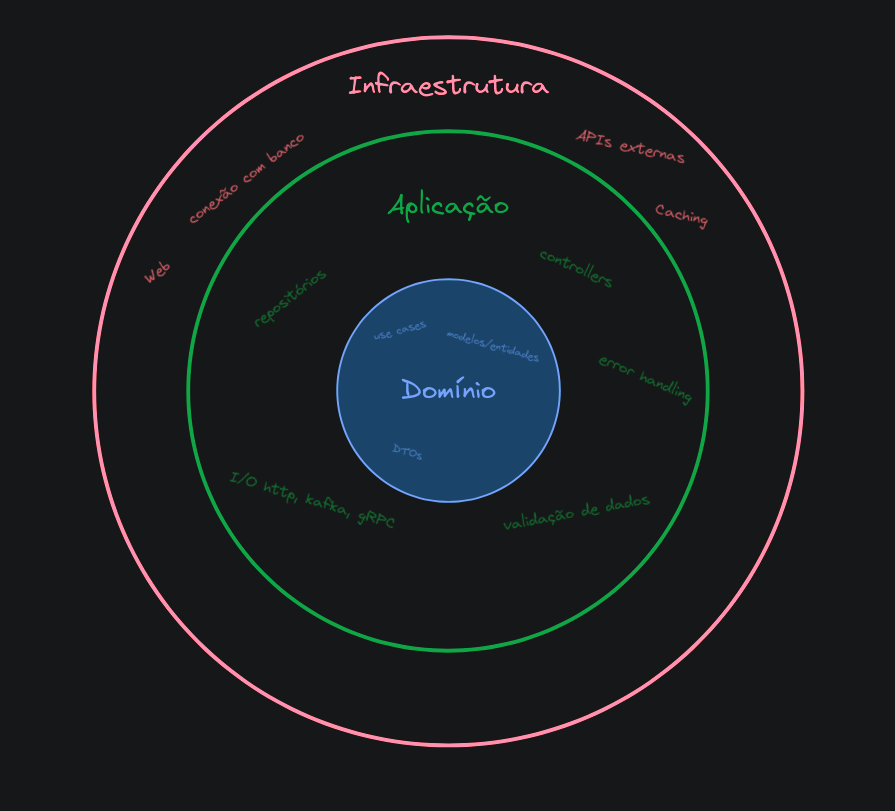 Infraestrutura
conexão com banco
APIs externas
Caching
Web
Aplicação
repositórios
controllers
error handling
use cases
modelos/entidades
Domínio
DTOs
I/O http, kafka, gRPC
validação de dados